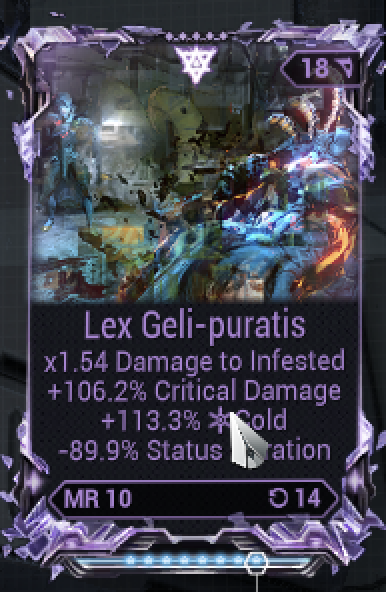 18
Lex Geli-puratis
x1.54 Damage to Infested
+106.2% Critical Damage
+113.3% Cold
-89.9% Status
MR 10
14